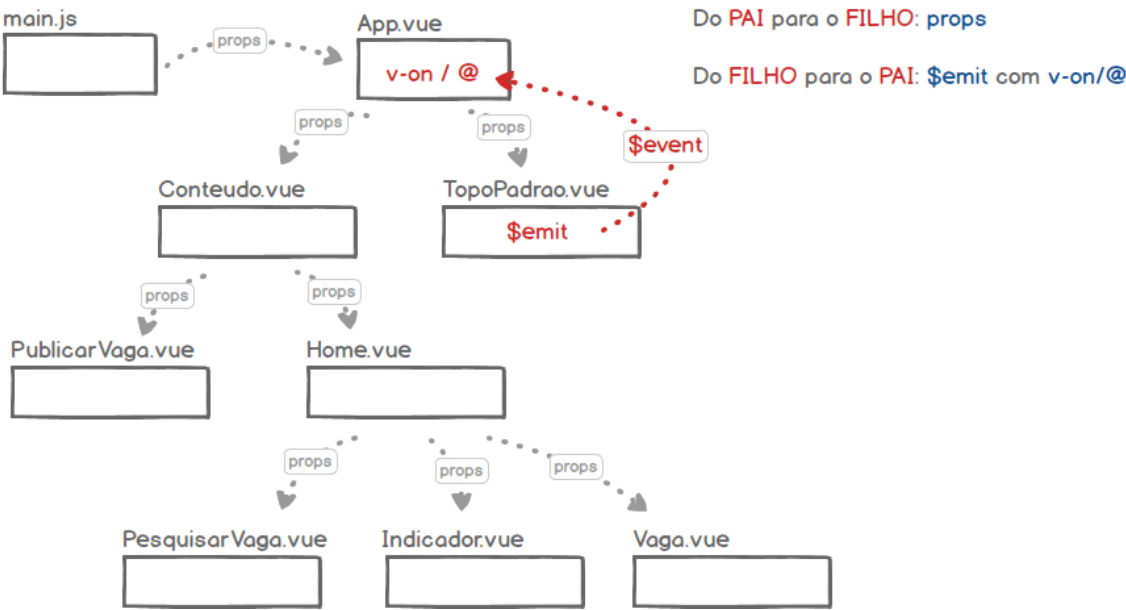 main.js
props
App.vue
v-on / @
Do PAI para o FILHO: props
Do FILHO para o PAI: $emit com v-on/@
props
props
$event
Conteudo.vue
TopoPadrao.vue
$emit
props
props
PublicarVaga.vue
Home.vue
props
props
props
PesquisarVaga.vue
Indicador.vue
Vaga.vue